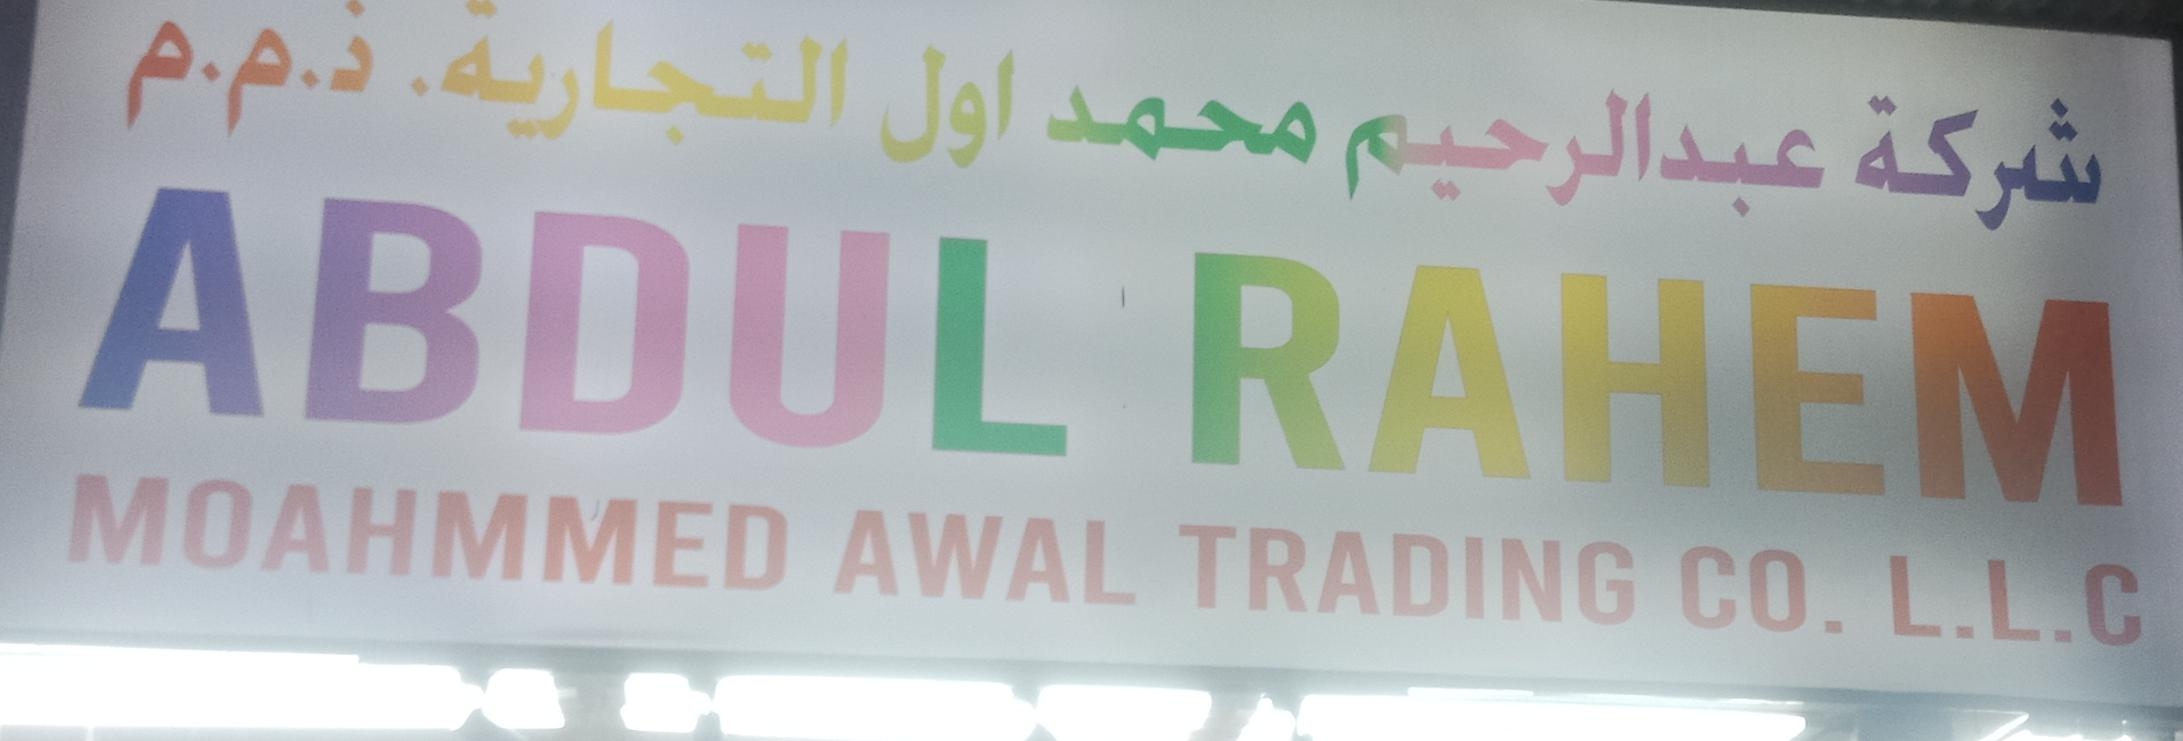 شركة عبدالرحيم محمد اول التجارية. ذ.م.م
ABDUL RAHEM
MOAHMMED AWAL TRADING CO. L.L.C